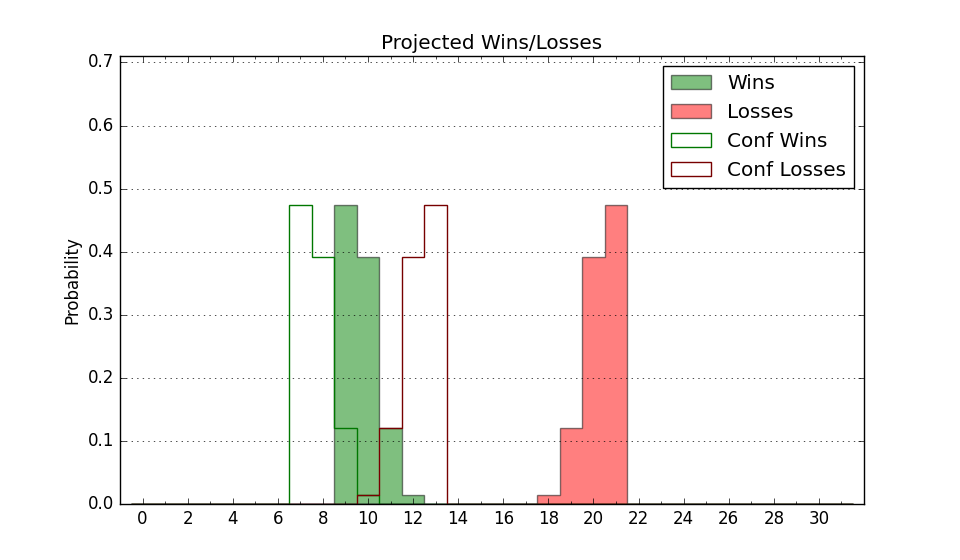 Projected Wins/Losses
0.7
0.6
0.5
0.4
0.3
0.2
0.1
0.0
Probability
Wins
Losses
Conf Wins
Conf Losses
0 2 4 6 8 10 12 14 16 18 20 22 24 26 28 30